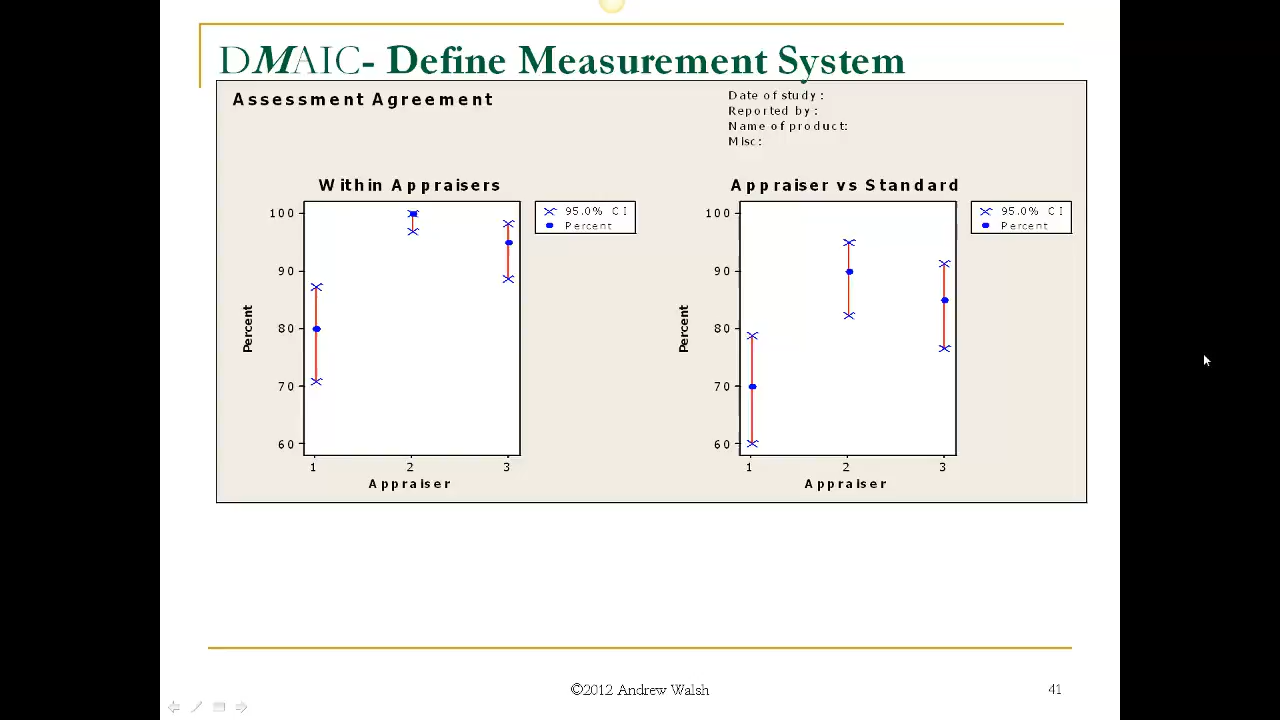 DMAIC- Define Measurement System
Assessment Agreement
Date of study :
Reported by :
Name of product:
Misc:
Within Appraisers
95.0% CI
Percent
100
90
80
70
60
Percent
1 2 3
Appraiser
Appraiser vs Standard
95.0% CI
Percent
100
90
80
70
60
Percent
1 2 3
Appraiser
©2012 Andrew Walsh
41